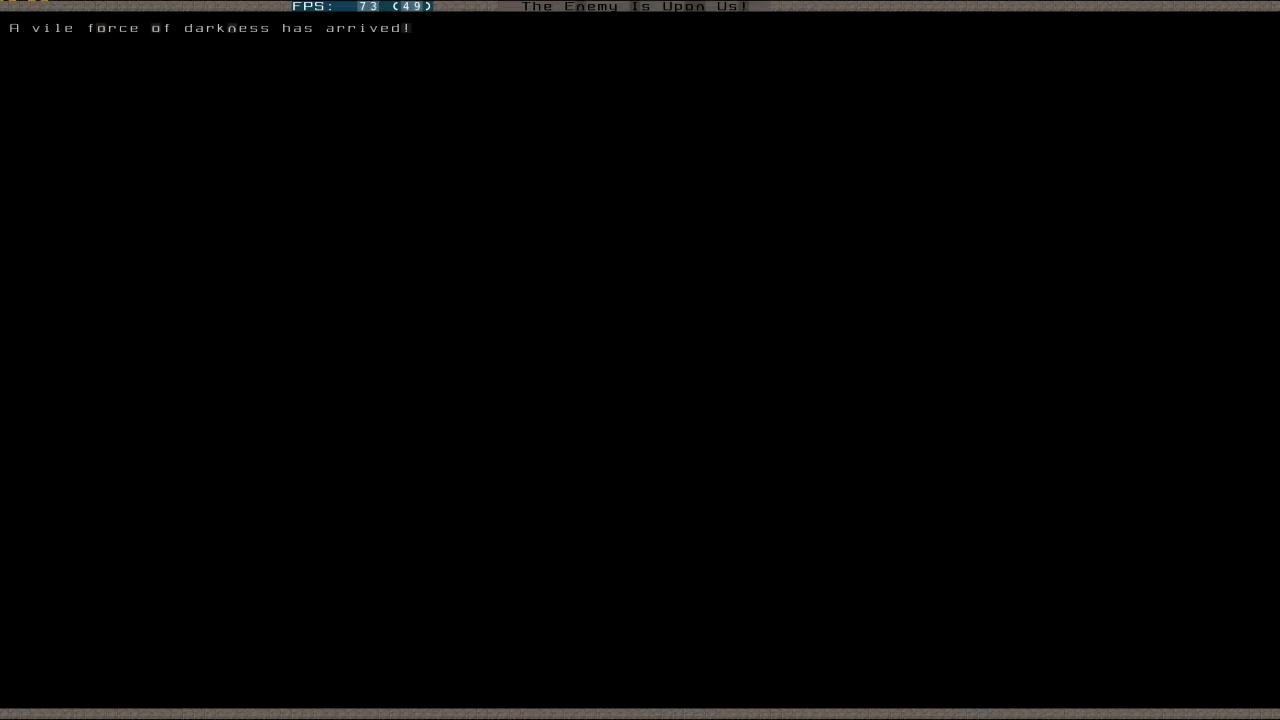 FPS: 73 (49) The Enemy Is Upon Us!
A vile force of darkness has arrived!